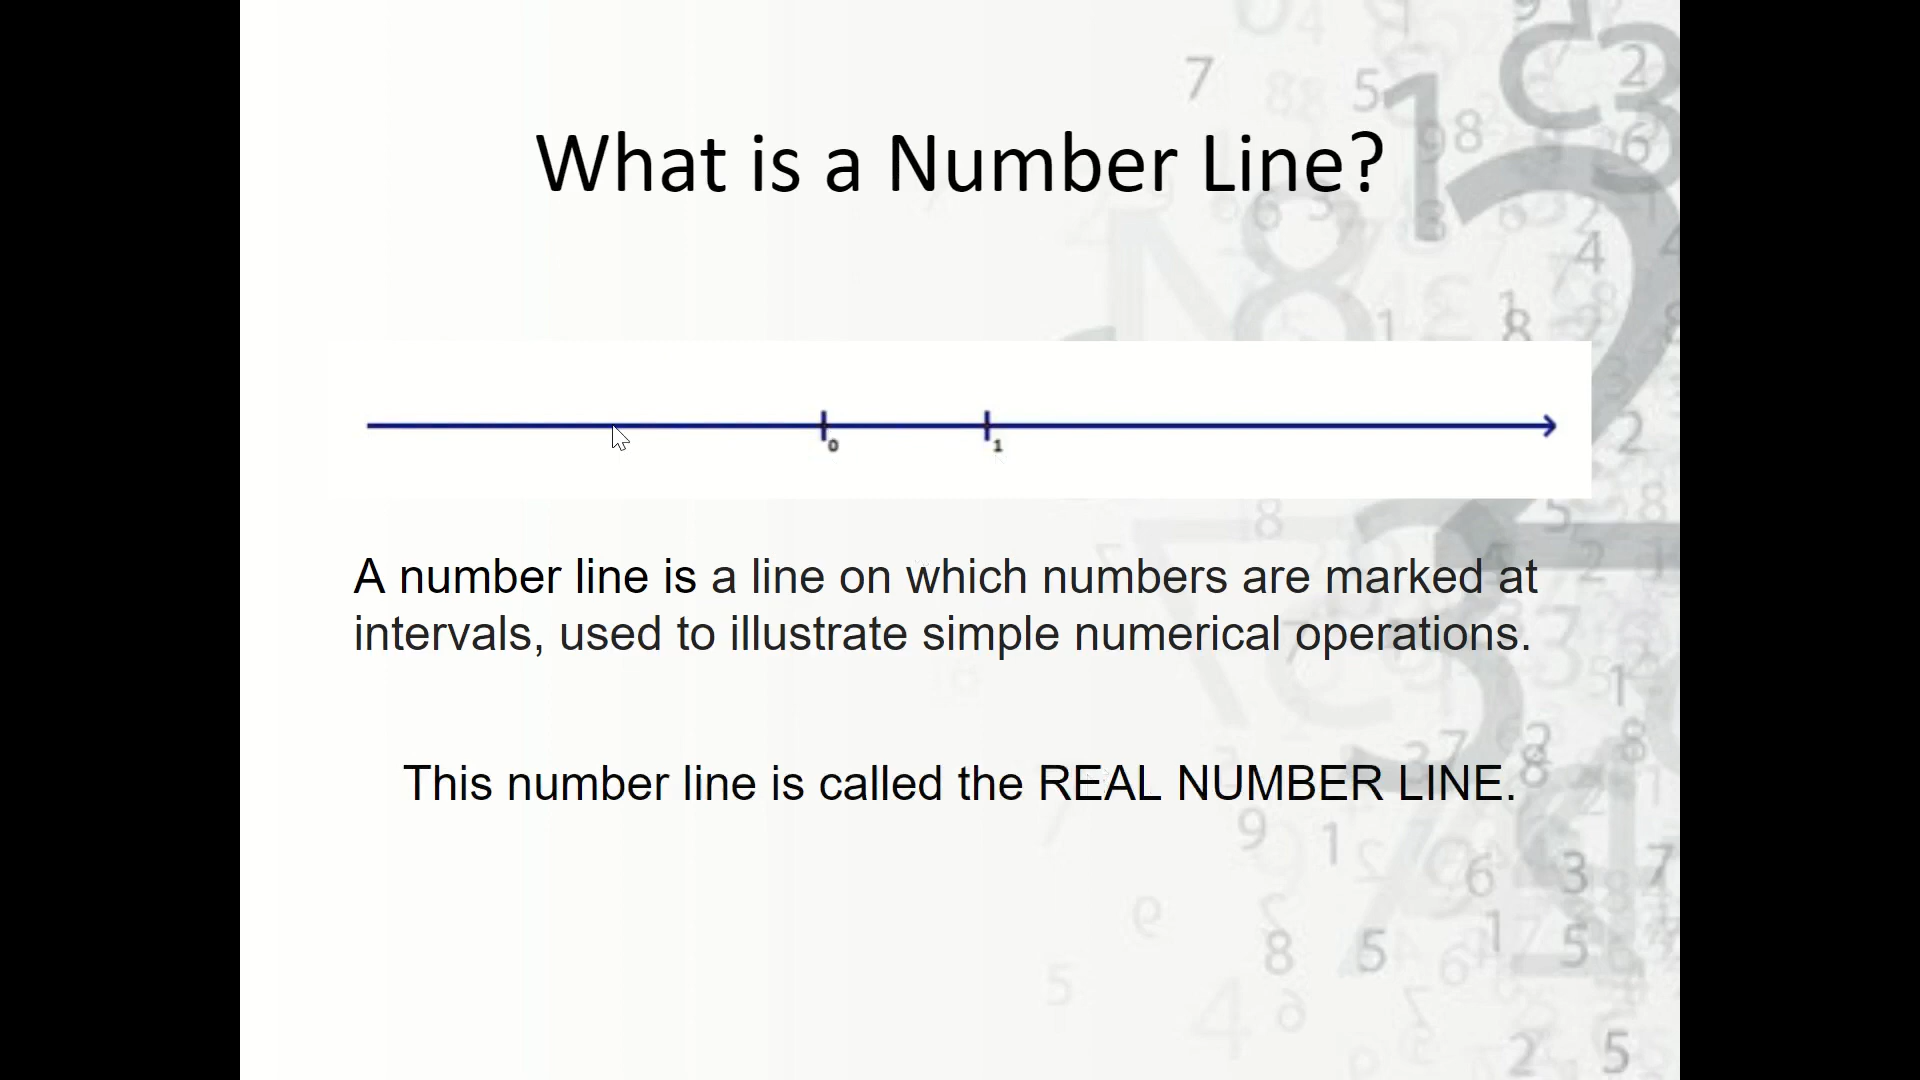 What is a Number Line?
0 1
A number line is a line on which numbers are marked at
intervals, used to illustrate simple numerical operations.
This number line is called the REAL NUMBER LINE.